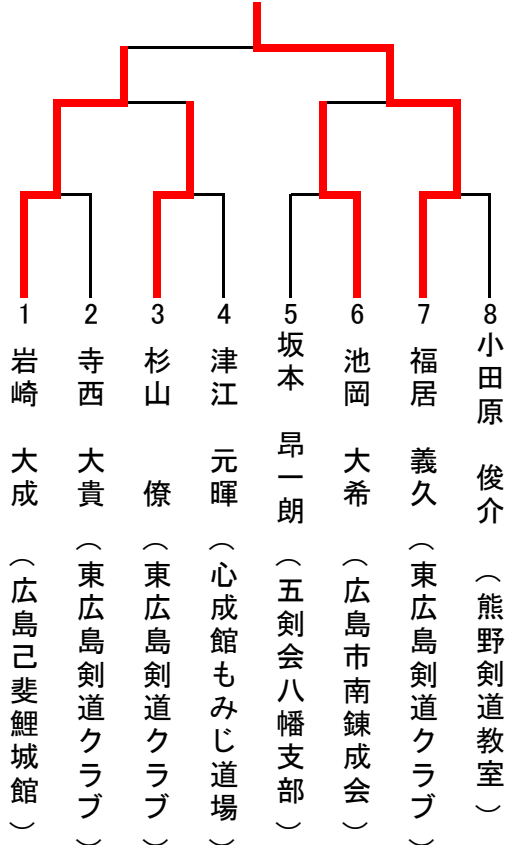 1
岩崎 大成 （広島己斐鯉城館）
2
寺西 大貴 （東広島剣道クラブ）
3
杉山 僚 （東広島剣道クラブ）
4
津江 元暉 （心成館もみじ道場）
5
坂本 昂一朗 （五剣会八幡支部）
6
池岡 大希 （広島市南錬成会）
7
福居 義久 （東広島剣道クラブ）
8
小田原 俊介 （熊野剣道教室）